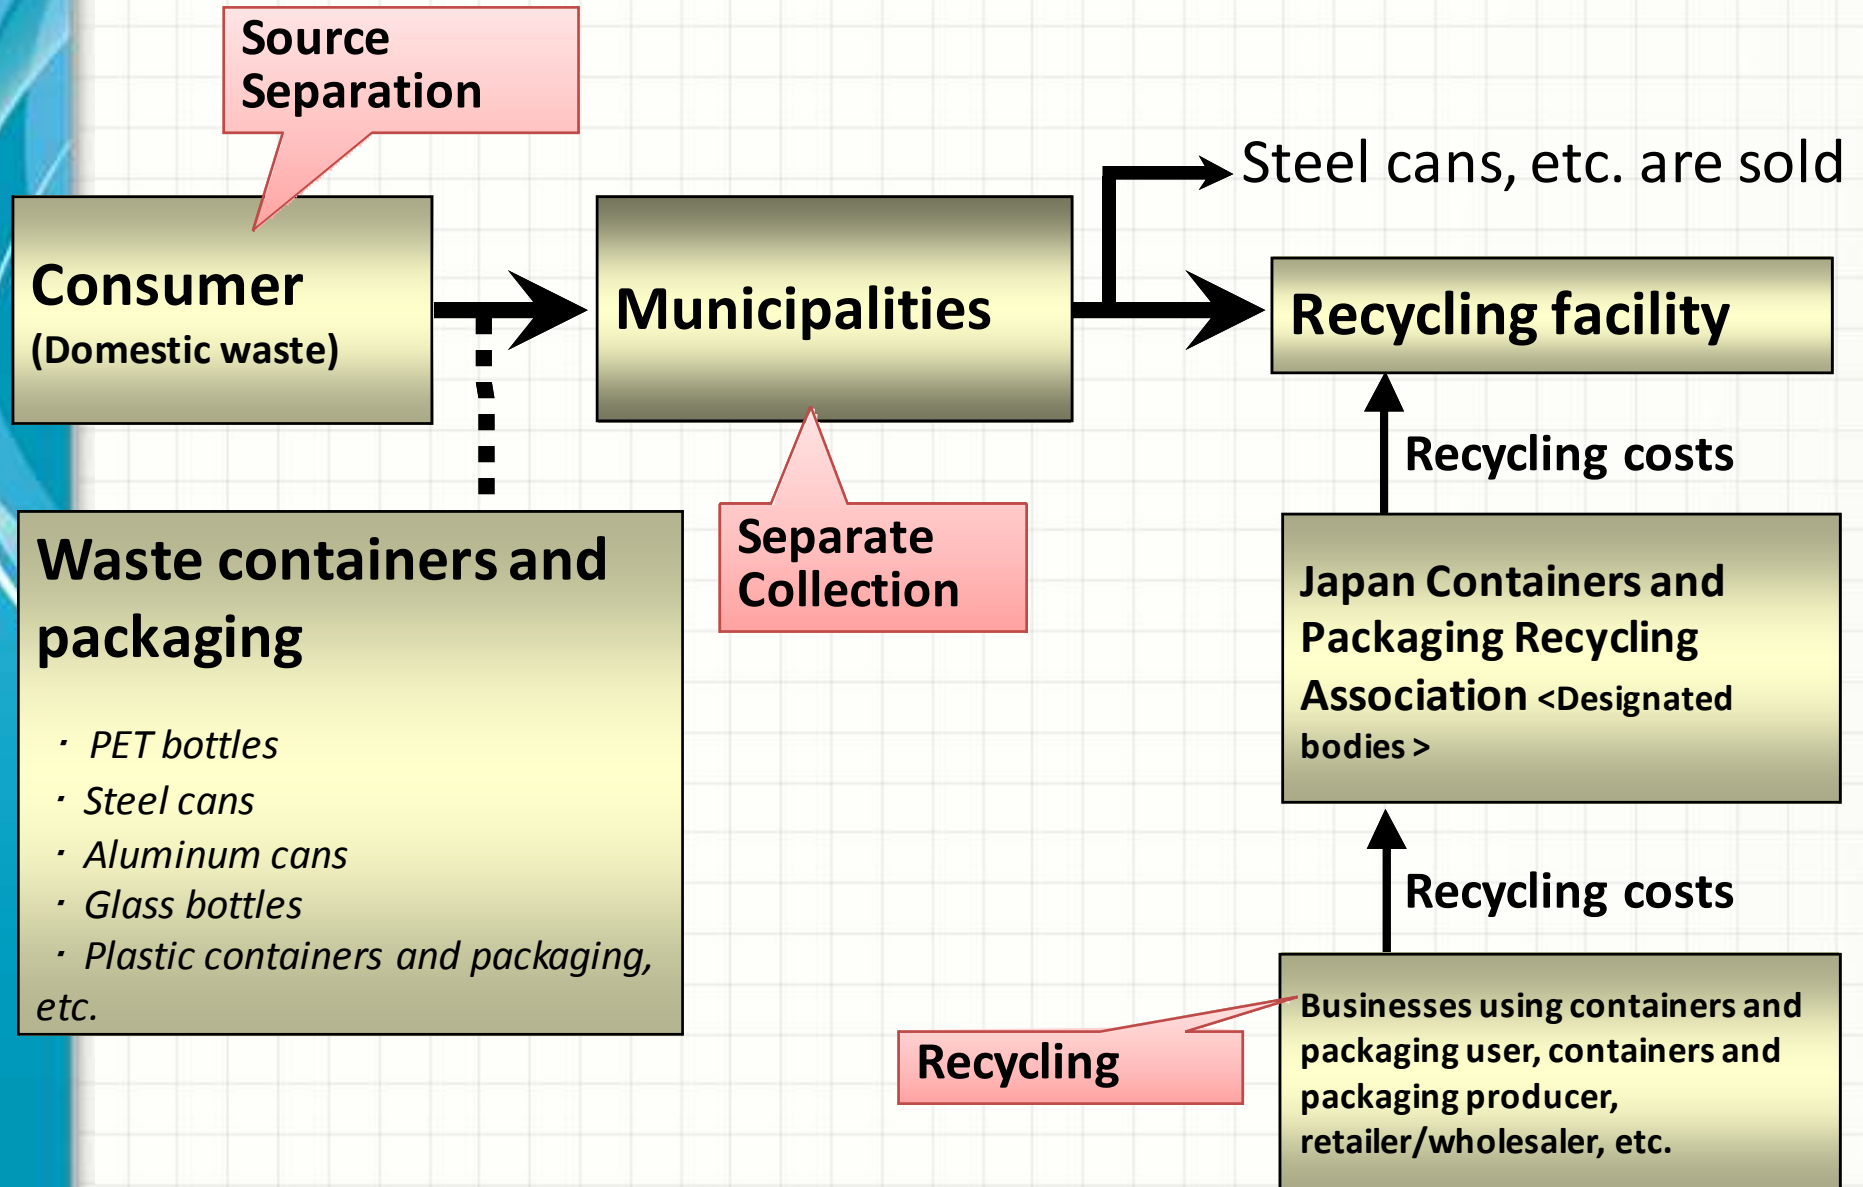 Source
Separation
Steel cans, etc. are sold
Consumer
(Domestic waste)
Municipalities
Recycling facility
Recycling costs
Waste containers and
packaging
・ PET bottles
・ Steel cans
・ Aluminum cans
・ Glass bottles
・ Plastic containers and packaging,
etc.
Separate
Collection
Japan Containers and
Packaging Recycling
Association <Designated
bodies >
Recycling costs
Recycling
Businesses using containers and
packaging user, containers and
packaging producer,
retailer/wholesaler, etc.